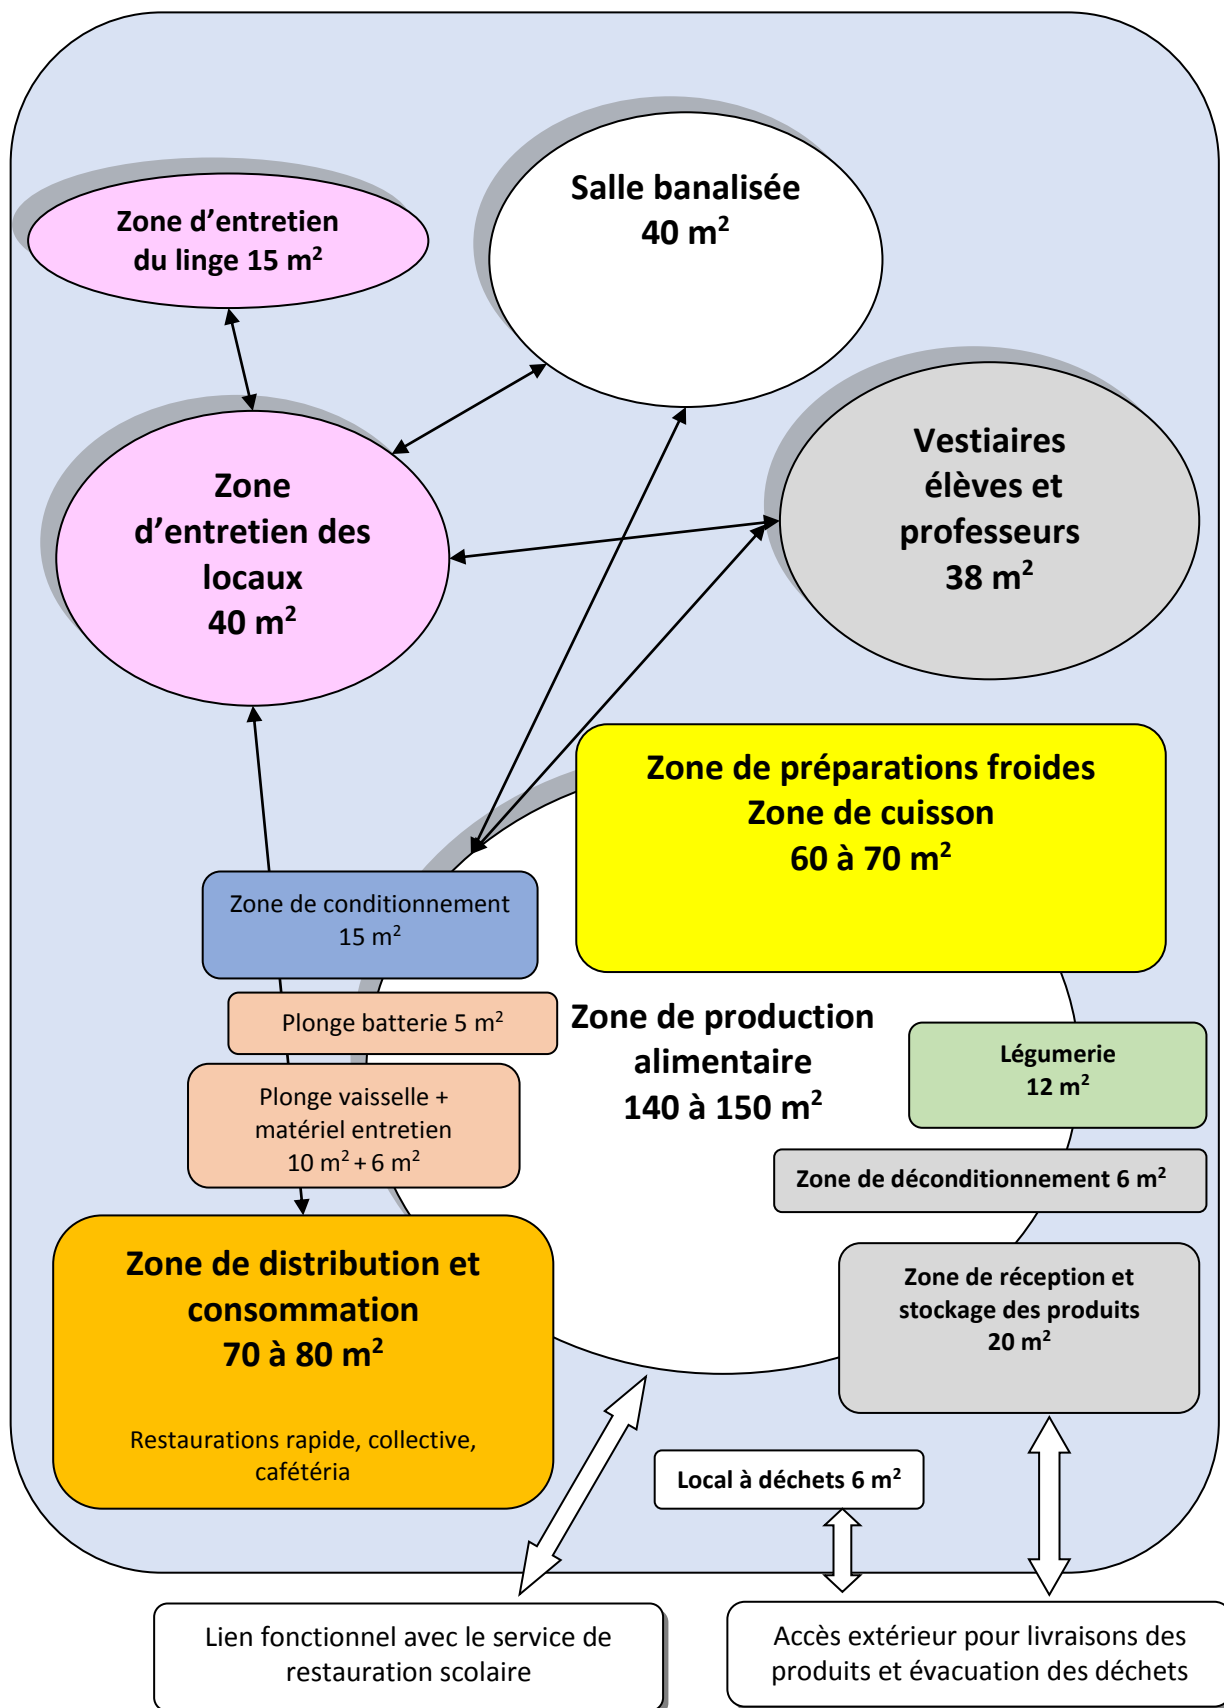 Salle banalisée
40 m²
Zone d’entretien
du linge 15 m²
Vestiaires
élèves et
professeurs
38 m²
Zone
d’entretien des
locaux
40 m²
Zone de préparations froides
Zone de cuisson
60 à 70 m²
Zone de conditionnement
15 m²
Plonge batterie 5 m²
Zone de production
alimentaire
140 à 150 m²
Légumerie
12 m²
Plonge vaisselle +
matériel entretien
10 m² + 6 m²
Zone de déconditionnement 6 m²
Zone de distribution et
consommation
70 à 80 m²
Restaurations rapide, collective,
cafétéria
Zone de réception et
stockage des produits
20 m²
Local à déchets 6 m²
Lien fonctionnel avec le service de
restauration scolaire
Accès extérieur pour livraisons des
produits et évacuation des déchets